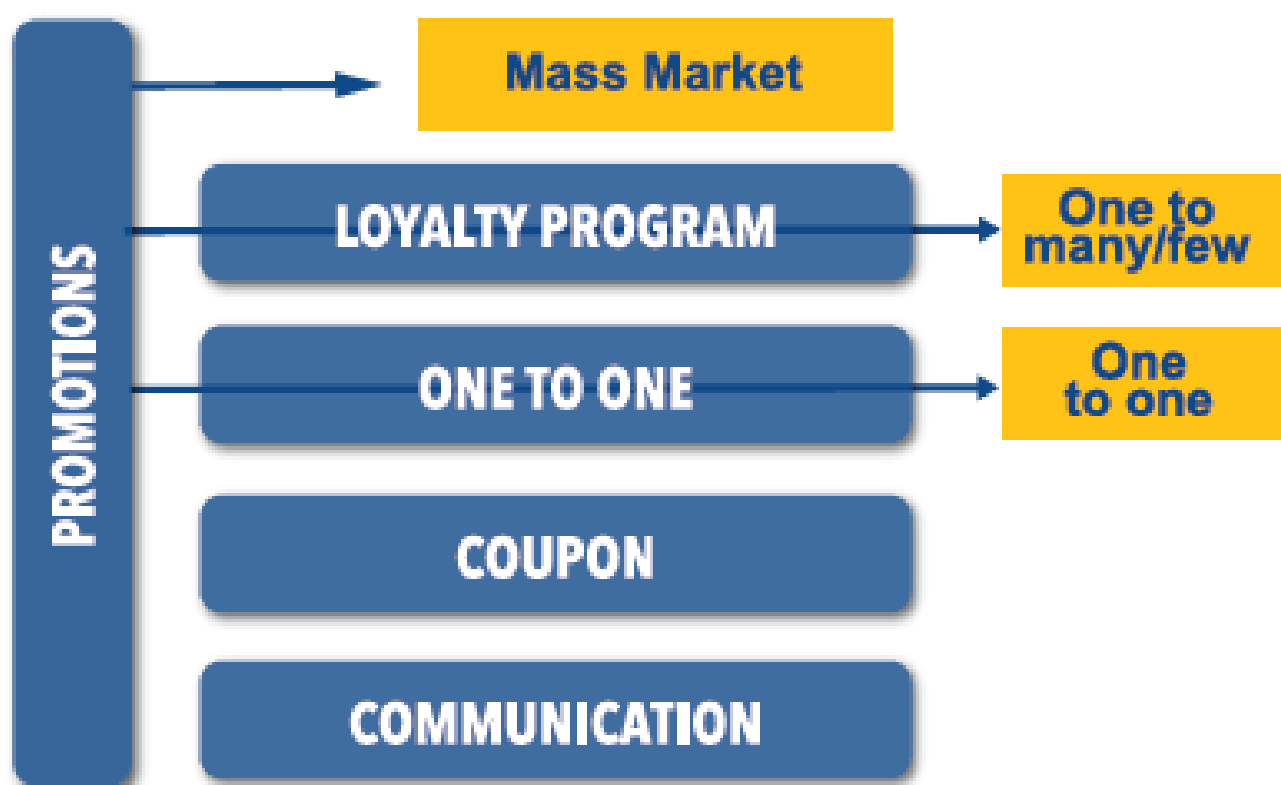 PROMOTIONS
Mass Market
LOYALTY PROGRAM
One to
many/few
ONE TO ONE
One
to one
COUPON
COMMUNICATION